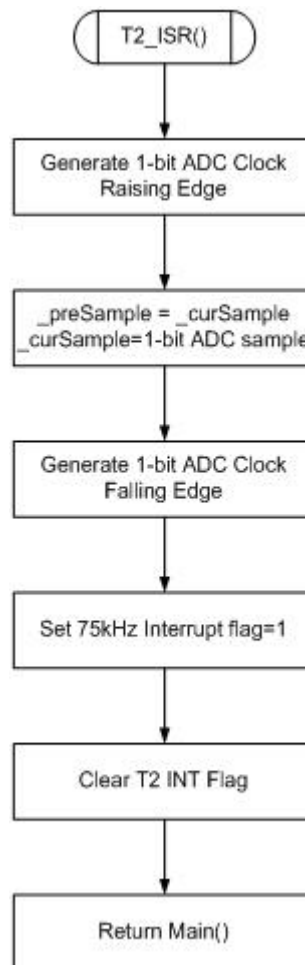 T2_ISR()
Generate 1-bit ADC Clock
Raising Edge
_preSample = _curSample
_curSample=1-bit ADC sample
Generate 1-bit ADC Clock
Falling Edge
Set 75kHz Interrupt flag=1
Clear T2 INT Flag
Return Main()